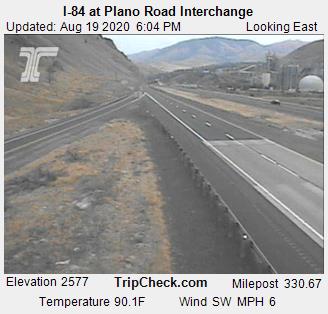 I-84 at Plano Road Interchange
Updated: Aug 19 2020 6:04 PM Looking East
Elevation 2577 TripCheck.com Milepost 330.67
Temperature 90.1F Wind SW MPH 6